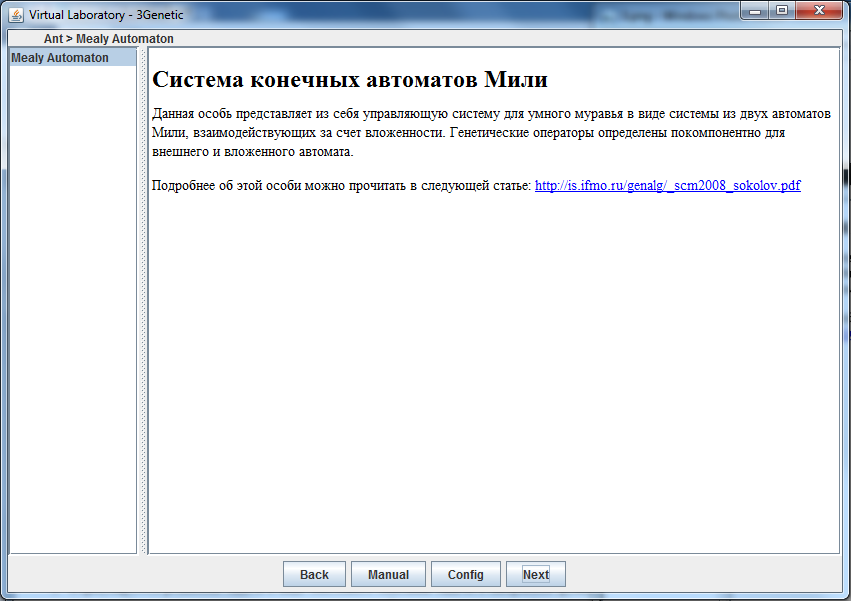 Virtual Laboratory - 3Genetic
Ant > Mealy Automaton
Mealy Automaton
Система конечных автоматов Мили
Данная особь представляет из себя управляющую систему для умного муравья в виде системы из двух автоматов
Мили, взаимодействующих за счет вложенности. Генетические операторы определены покомпонентно для
внешнего и вложенного автомата.
Подробнее об этой особи можно прочитать в следующей статье: http://is.ifmo.ru/genalg/_scm2008_sokolov.pdf
Back Manual Config Next